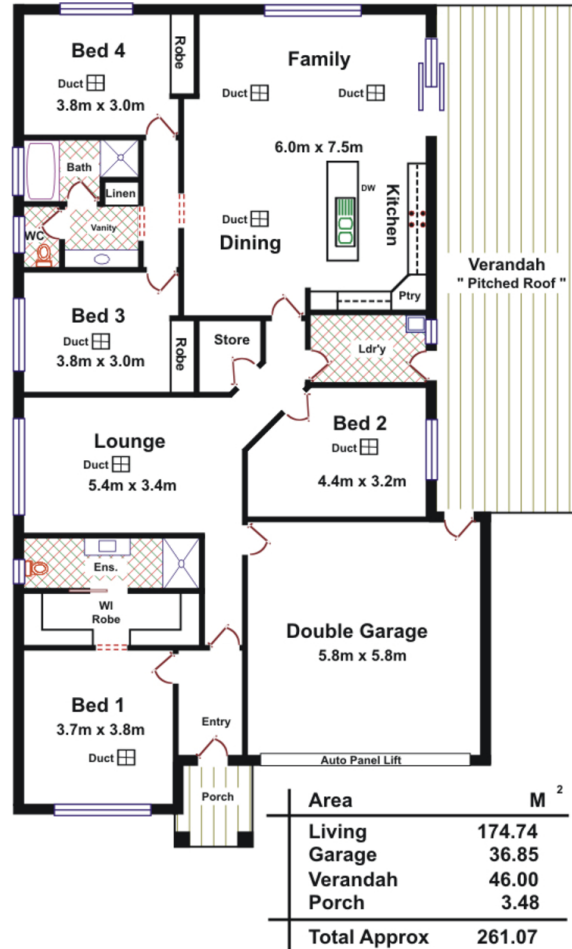 Bed 4
Duct
3.8m x 3.0m
Robe
Family
Duct
Duct
6.0m x 7.5m
Bath
Linen
WC
Vanity
DW
Kitchen
Duct
Dining
Verandah
" Pitched Roof "
Ptry
Bed 3
Duct
3.8m x 3.0m
Robe
Store
Ldr'y
Lounge
Duct
5.4m x 3.4m
Bed 2
Duct
4.4m x 3.2m
Ens.
WI
Robe
Double Garage
5.8m x 5.8m
Bed 1
3.7m x 3.8m
Duct
Entry
Auto Panel Lift
Porch
Area M 2
Living 174.74
Garage 36.85
Verandah 46.00
Porch 3.48
Total Approx 261.07